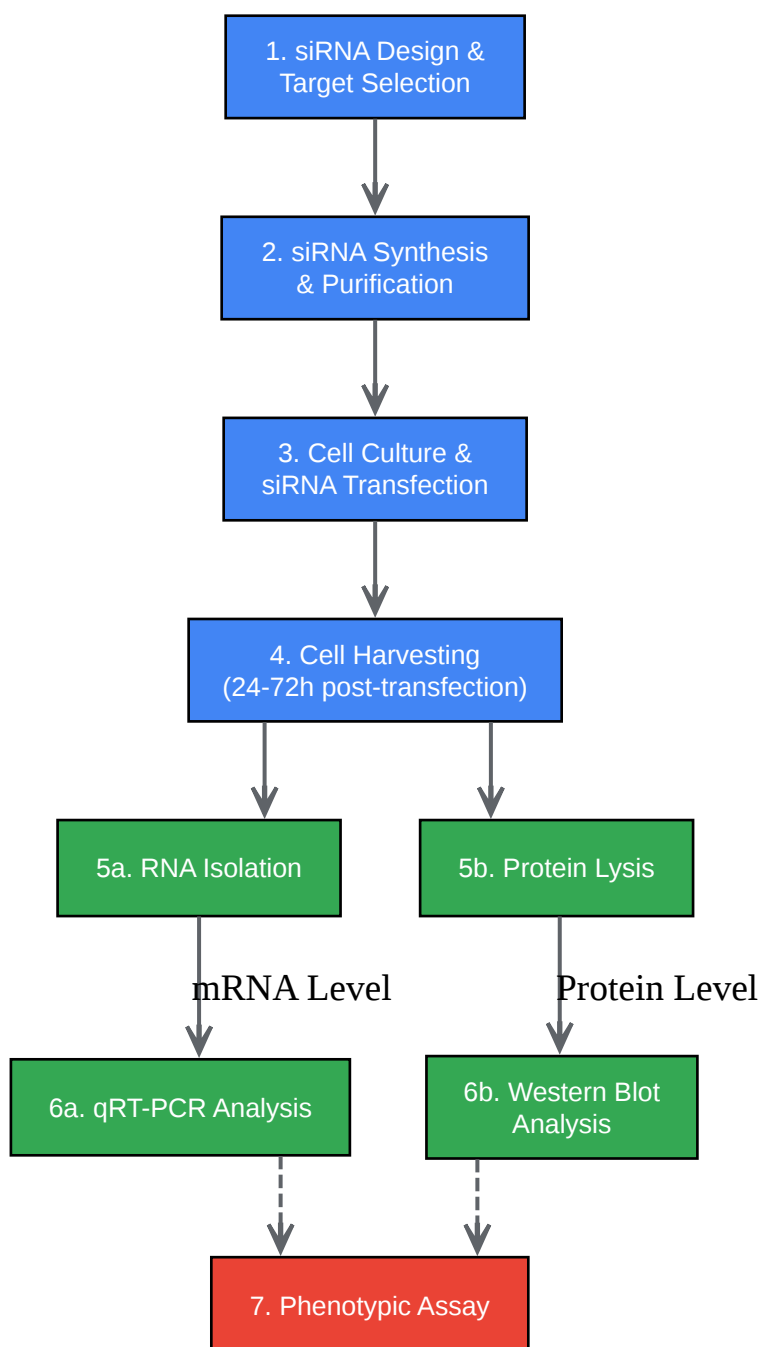 1. siRNA Design &
Target Selection
2. siRNA Synthesis
& Purification
3. Cell Culture &
siRNA Transfection
4. Cell Harvesting
(24-72h post-transfection)
5a. RNA Isolation
5b. Protein Lysis
mRNA Level
Protein Level
6a. qRT-PCR Analysis
6b. Western Blot
Analysis
7. Phenotypic Assay